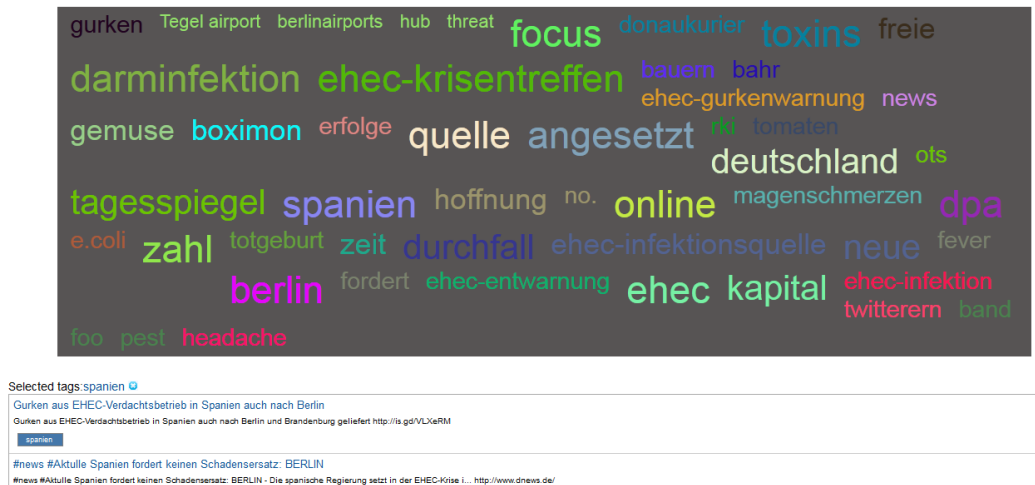 gurken Tegel airport berlinairports hub threat focus donaukurier toxins freie
darminfektion ehec-krisentreffen bauern bahr
ehec-gurkenwarnung news
gemuse boximon erfolge quelle angesetzt rki tomaten
deutschland ots
tagesspiegel spanien hoffnung no. online magenschmerzen dpa
e.coli zahl totgeburt zeit durchfall ehec-infektionsquelle neue fever
berlin fordert ehec-entwarnung ehec kapital ehec-infektion
twitterern band
foo pest headache
Selected tags:spanien
Gurken aus EHEC-Verdachtsbetrieb in Spanien auch nach Berlin
Gurken aus EHEC-Verdachtsbetrieb in Spanien auch nach Berlin und Brandenburg geliefert http://is.gd/VLXeRM
spanien
#news #Aktulle Spanien fordert keinen Schadensersatz: BERLIN
#news #Aktulle Spanien fordert keinen Schadensersatz: BERLIN - Die spanische Regierung setzt in der EHEC-Krise i... http://www.dnews.de/